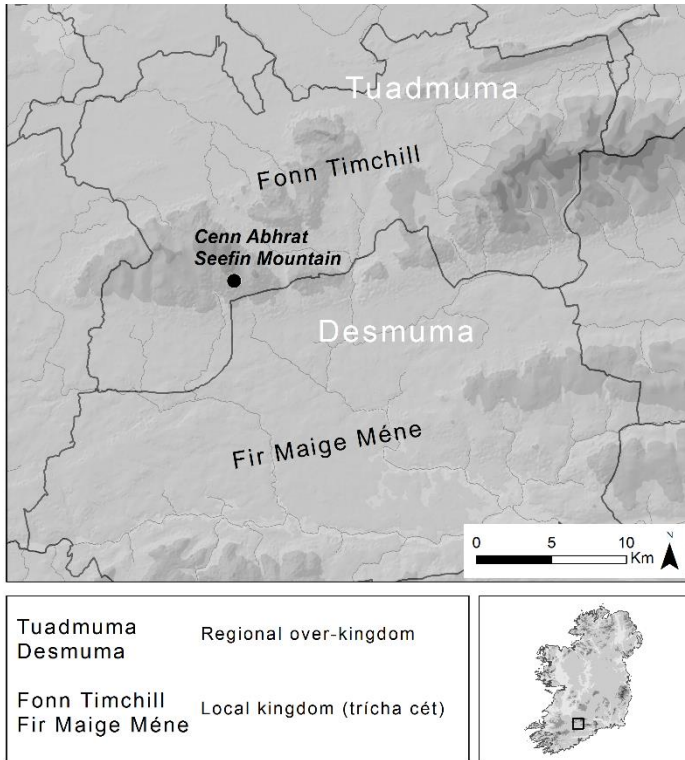 Tuadmuma
Fonn Timchill
Cenn Abhrat
Seefin Mountain
Desmuma
Fir Maige Méne
0 5 10
Km
N
Tuadmuma
Desmuma
Regional over-kingdom
Fonn Timchill
Fir Maige Méne
Local kingdom (trícha cét)